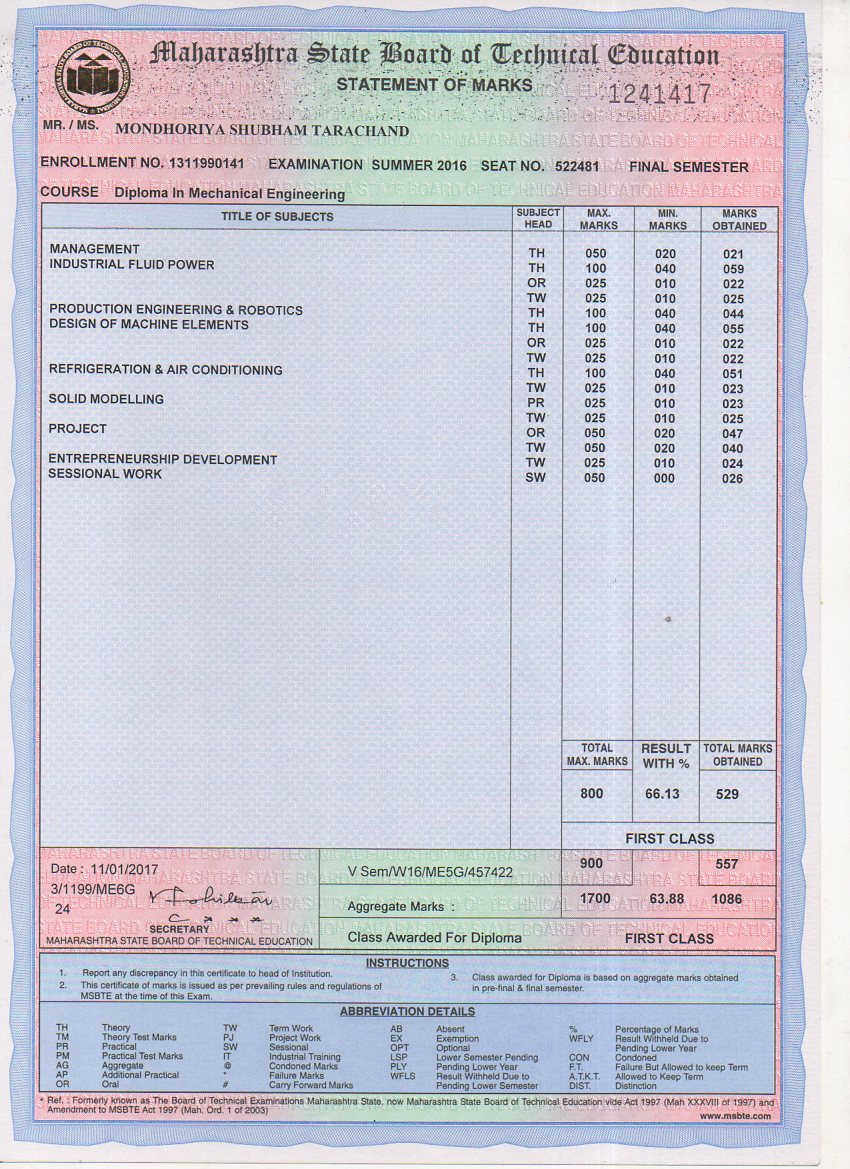 Maharashtra State Board of Technical Education
STATEMENT OF MARKS
1241417
MR. / MS. MONDHORIYA SHUBHAM TARACHAND
ENROLLMENT NO. 1311990141 EXAMINATION SUMMER 2016 SEAT NO. 522481 FINAL SEMESTER
COURSE Diploma In Mechanical Engineering
TITLE OF SUBJECTS SUBJECT HEAD MAX. MARKS MIN. MARKS MARKS OBTAINED
MANAGEMENT TH 050 020 021
INDUSTRIAL FLUID POWER TH 100 040 059
OR 025 010 022
TW 025 010 025
PRODUCTION ENGINEERING & ROBOTICS TH 100 040 044
DESIGN OF MACHINE ELEMENTS TH 100 040 055
OR 025 010 022
TW 025 010 022
REFRIGERATION & AIR CONDITIONING TH 100 040 051
TW 025 010 023
SOLID MODELLING PR 025 010 023
TW 025 010 025
PROJECT OR 050 020 047
TW 050 020 040
ENTREPRENEURSHIP DEVELOPMENT TW 025 010 024
SESSIONAL WORK SW 050 000 026
TOTAL MAX. MARKS RESULT WITH % TOTAL MARKS OBTAINED
800 66.13 529
FIRST CLASS
Date : 11/01/2017
3/1199/ME6G
24
SECRETARY
MAHARASHTRA STATE BOARD OF TECHNICAL EDUCATION
V Sem/W16/ME5G/457422 900 557
Aggregate Marks : 1700 63.88 1086
Class Awarded For Diploma FIRST CLASS
INSTRUCTIONS
1. Report any discrepancy in this certificate to head of Institution.
2. This certificate of marks is issued as per prevailing rules and regulations of
MSBTE at the time of this Exam.
3. Class awarded for Diploma is based on aggregate marks obtained
in pre-final & final semester.
ABBREVIATION DETAILS
TH Theory TW Term Work AB Absent % Percentage of Marks
TM Theory Test Marks PJ Project Work EX Exemption WFLY Result Withheld Due to
PR Practical SW Sessional OPT Optional Pending Lower Year
PM Practical Test Marks IT Industrial Training LSP Lower Semester Pending CON Condoned
AG Aggregate @ Condoned Marks PLY Pending Lower Year F.T. Failure But Allowed to keep Term
AP Additional Practical * Failure Marks WFLS Result Withheld Due to A.T.K.T. Allowed to Keep Term
OR Oral # Carry Forward Marks Pending Lower Semester DIST. Distinction
* Ref. : Formerly known as The Board of Technical Examinations Maharashtra State, now Maharashtra State Board of Technical Education vide Act 1997 (Mah XXXVIII of 1997) and
Amendment to MSBTE Act 1997 (Mah. Ord. 1 of 2003)
www.msbte.com